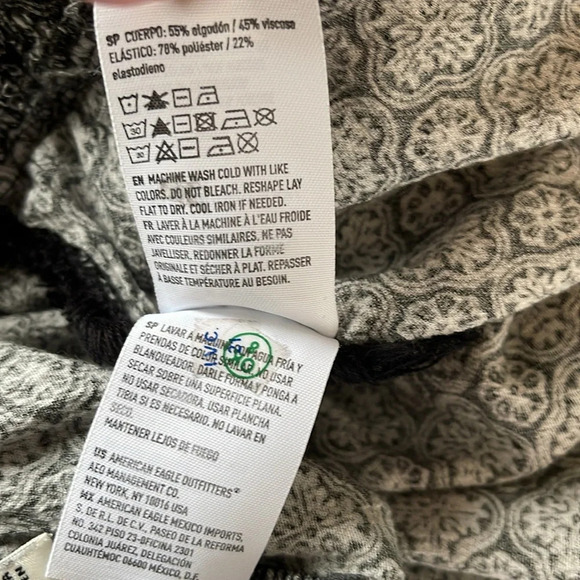 SP CUERPO: 55% algodón / 45% viscosa
ELÁSTICO: 78% poliéster / 22%
elastodieno
30
30
EN MACHINE WASH COLD WITH LIKE
COLORS. DO NOT BLEACH. RESHAPE LAY
FLAT TO DRY. COOL IRON IF NEEDED.
FR LAVER À LA MACHINE À L'EAU FROIDE
AVEC COULEURS SIMILAIRES. NE PAS
JAVELLISER. REDONNER LA FORME
ORIGINALE ET SÉCHER À PLAT. REPASSER
À BASSE TEMPÉRATURE AU BESOIN.
SP LAVAR A AGUA FRÍA Y
PRENDAS DE USAR
BLANQUEADOR. DARLE FORMA Y PONGA A
SECAR SOBRE UNA SUPERFICIE PLANA.
NO USAR SECADORA. USAR PLANCHA
TIBIA SI ES NECESARIO. NO LAVAR EN
SECO.
MANTENER LEJOS DE FUEGO
US AMERICAN EAGLE OUTFITTERS®
AEO MANAGEMENT CO.
NEW YORK, NY 10016 USA
MX AMERICAN EAGLE MEXICO IMPORTS,
S. DE R.L. DE C.V. PASEO DE LA REFORMA
NO. 342 PISO 23-OFICINA 2301
COLONIA JUÁREZ, DELEGACIÓN
CUAUHTÉMOC 06600 MÉXICO, D.F.